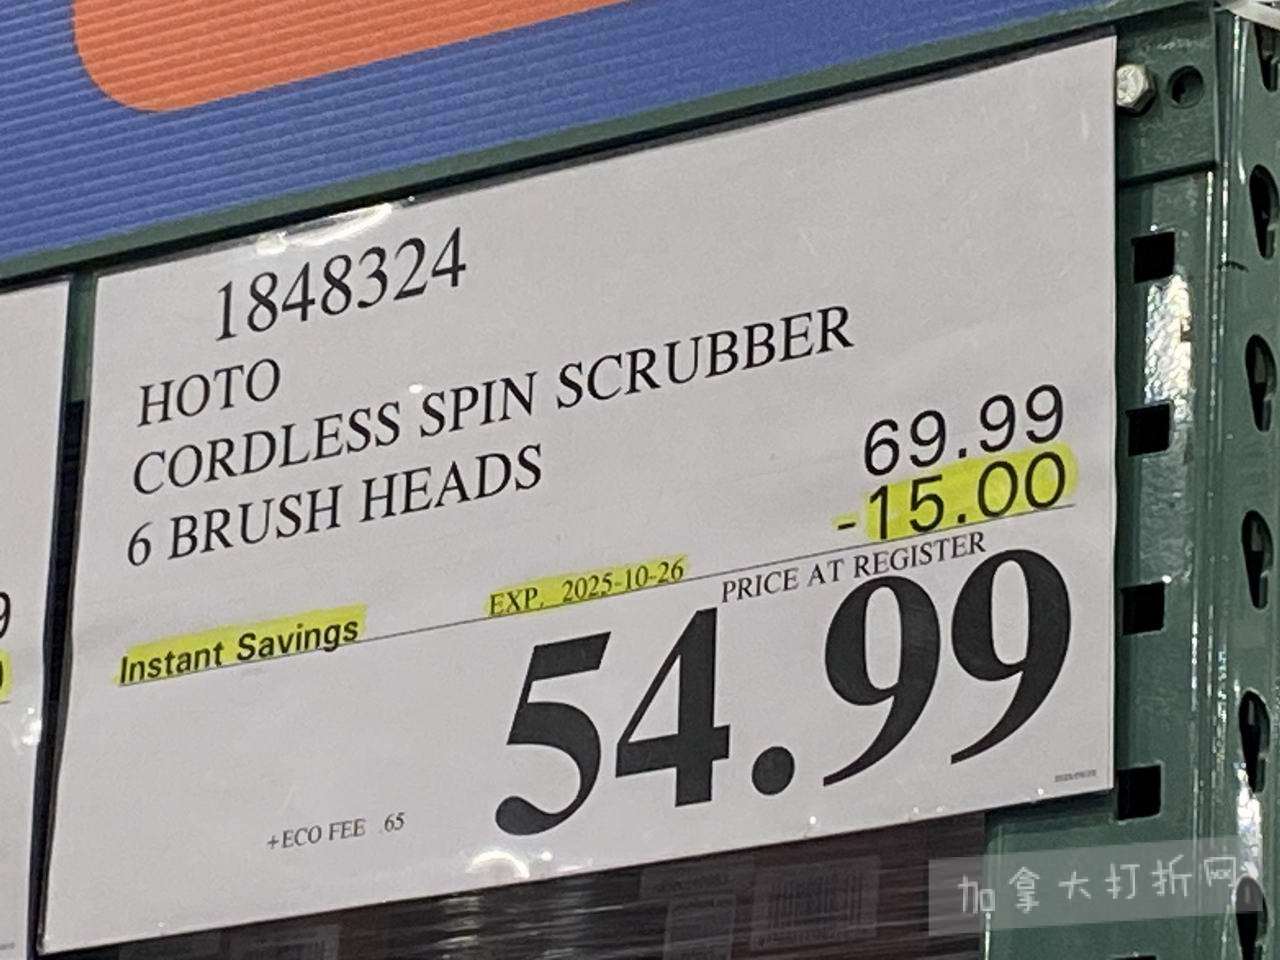 1848324
HOTO
CORDLESS SPIN SCRUBBER
6 BRUSH HEADS
69.99
-15.00
Instant Savings EXP. 2025-10-26 PRICE AT REGISTER
54.99
+ECO FEE .65
加拿大打折网